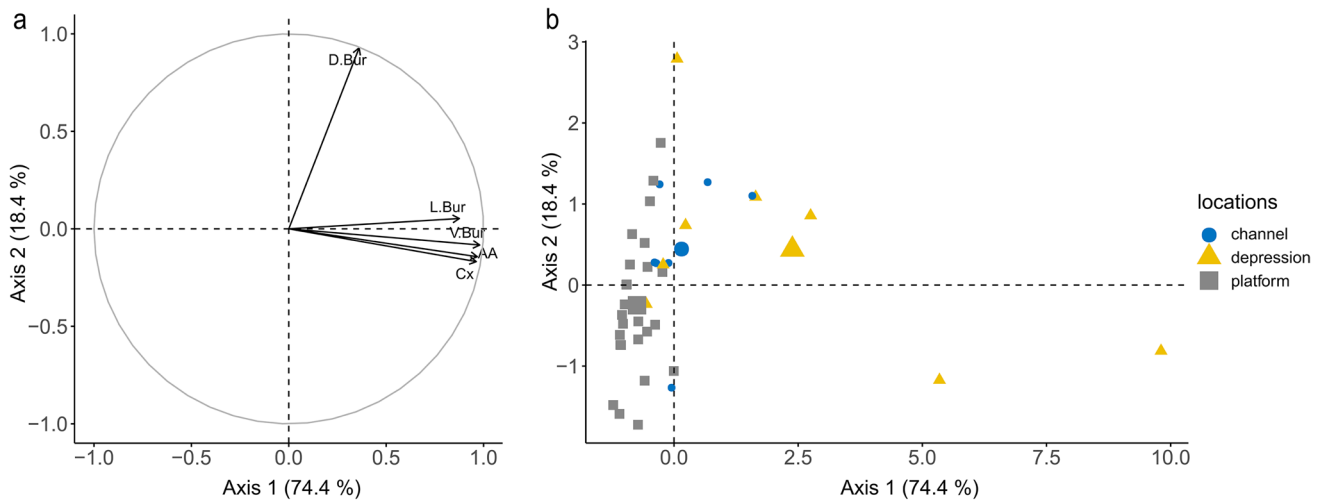 a
1.0
0.5
0.0
−0.5
−1.0
Axis 2 (18.4 %)
D.Bur
L.Bur
V.Bur
AA
Cx
−1.0 −0.5 0.0 0.5 1.0
Axis 1 (74.4 %)
b
3
2
1
0
−1
Axis 2 (18.4 %)
0.0 2.5 5.0 7.5 10.0
Axis 1 (74.4 %)
locations
channel
depression
platform